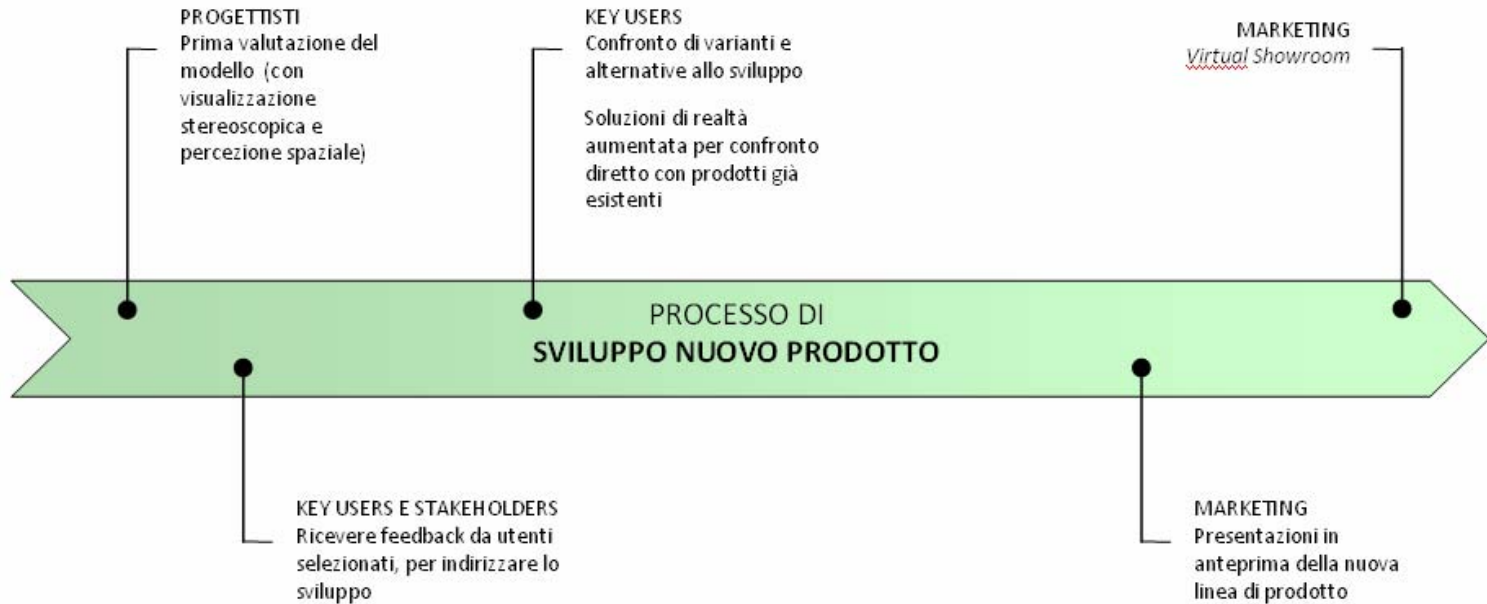 PROGETTISTI
Prima valutazione del
modello (con
visualizzazione
stereoscopica e
percezione spaziale)
KEY USERS
Confronto di varianti e
alternative allo sviluppo
Soluzioni di realtà
aumentata per confronto
diretto con prodotti già
esistenti
MARKETING
Virtual Showroom
PROCESSO DI
SVILUPPO NUOVO PRODOTTO
KEY USERS E STAKEHOLDERS
Ricevere feedback da utenti
selezionati, per indirizzare lo
sviluppo
MARKETING
Presentazioni in
anteprima della nuova
linea di prodotto